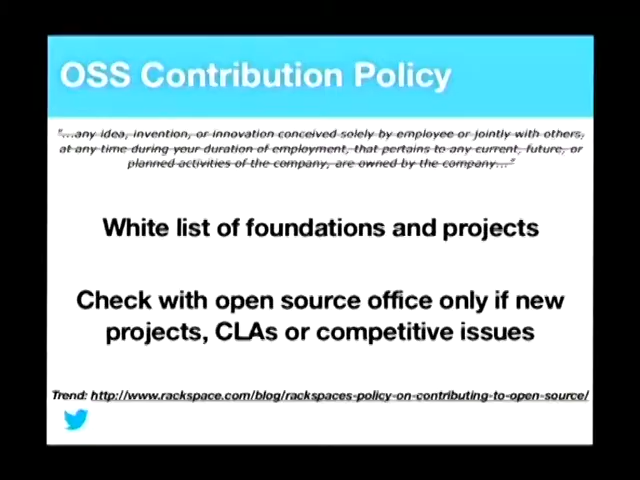 OSS Contribution Policy
"...any idea, invention, or innovation conceived solely by employee or jointly with others,
at any time during your duration of employment, that pertains to any current, future, or
planned activities of the company, are owned by the company..."
White list of foundations and projects
Check with open source office only if new
projects, CLAs or competitive issues
Trend: http://www.rackspace.com/blog/rackspaces-policy-on-contributing-to-open-source/